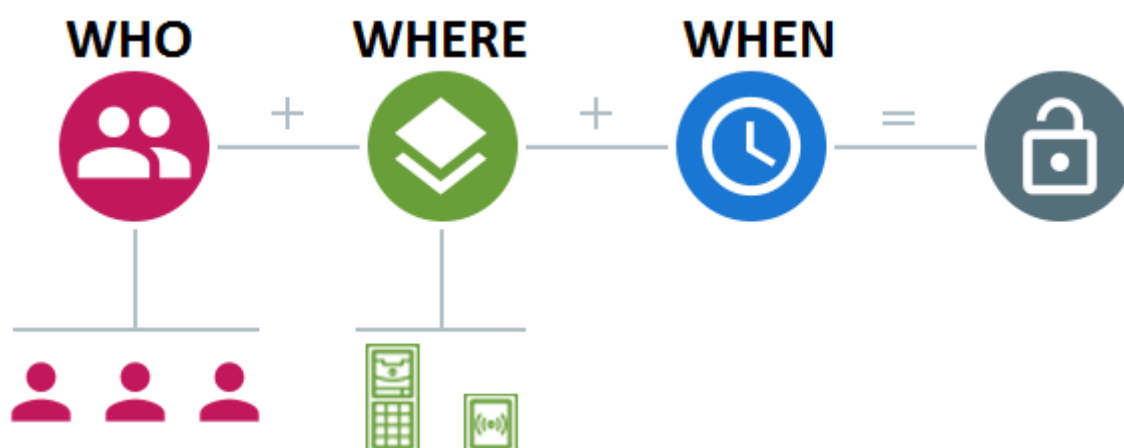 WHO WHERE WHEN
+ + =